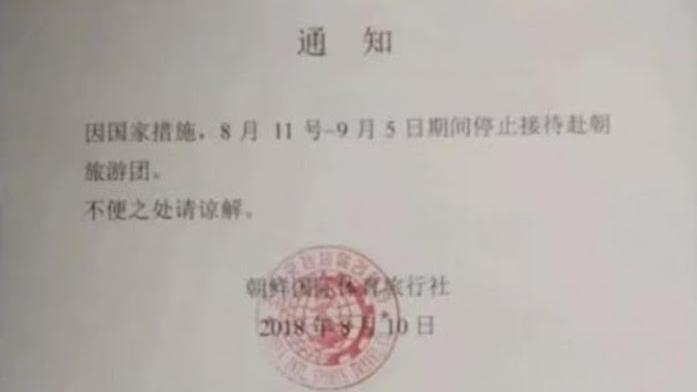 通 知
因国家措施，8 月 11 号-9 月 5 日期间停止接待赴朝
旅游团。
不便之处请谅解。
朝鲜国际体育旅行社
2018 年 8 月 10 日